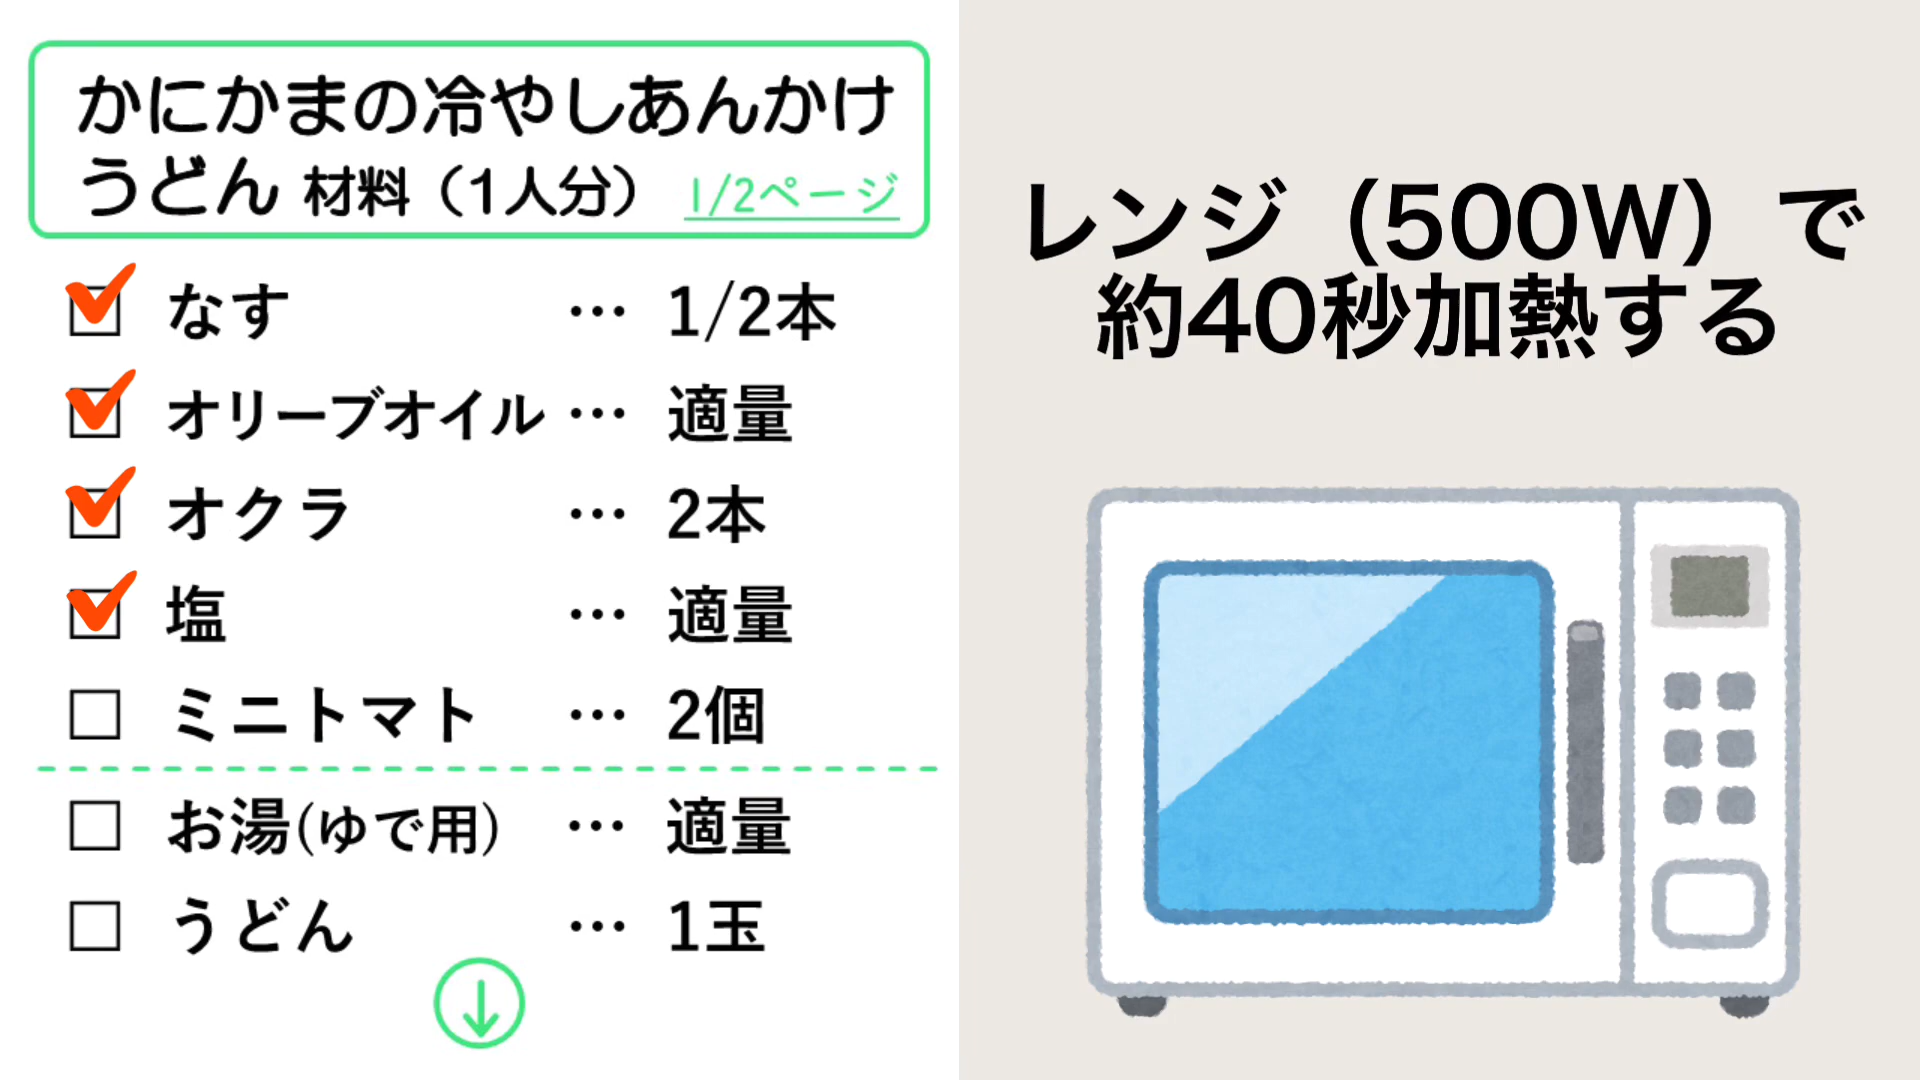 かにかまの冷やしあんかけ
うどん 材料（1人分） 1/2ページ
なす … 1/2本
オリーブオイル … 適量
オクラ … 2本
塩 … 適量
ミニトマト … 2個
お湯(ゆで用) … 適量
うどん … 1玉
レンジ（500W）で
約40秒加熱する